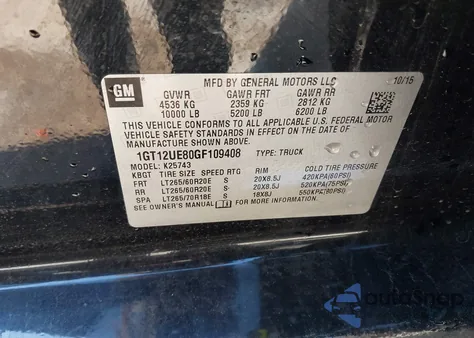 GM
MFD BY GENERAL MOTORS LLC
10/15
GVWR GAWR FRT GAWR RR
4536 KG 2359 KG 2812 KG
10000 LB 5200 LB 6200 LB
THIS VEHICLE CONFORMS TO ALL APPLICABLE U.S. FEDERAL MOTOR
VEHICLE SAFETY STANDARDS IN EFFECT ON THE DATE OF
MANUFACTURE SHOWN ABOVE.
1GT12UE80GF109408 TYPE: TRUCK
MODEL: K25743
KBGT TIRE SIZE SPEED RTG RIM COLD TIRE PRESSURE
FRT LT265/60R20E S 20X8.5J 420KPA(60PSI)
RR LT265/60R20E S 20X8.5J 520KPA(75PSI)
SPA LT265/70R18E S 18X8J 550KPA(80PSI)
SEE OWNER'S MANUAL FOR MORE INFORMATION.
autoSnap